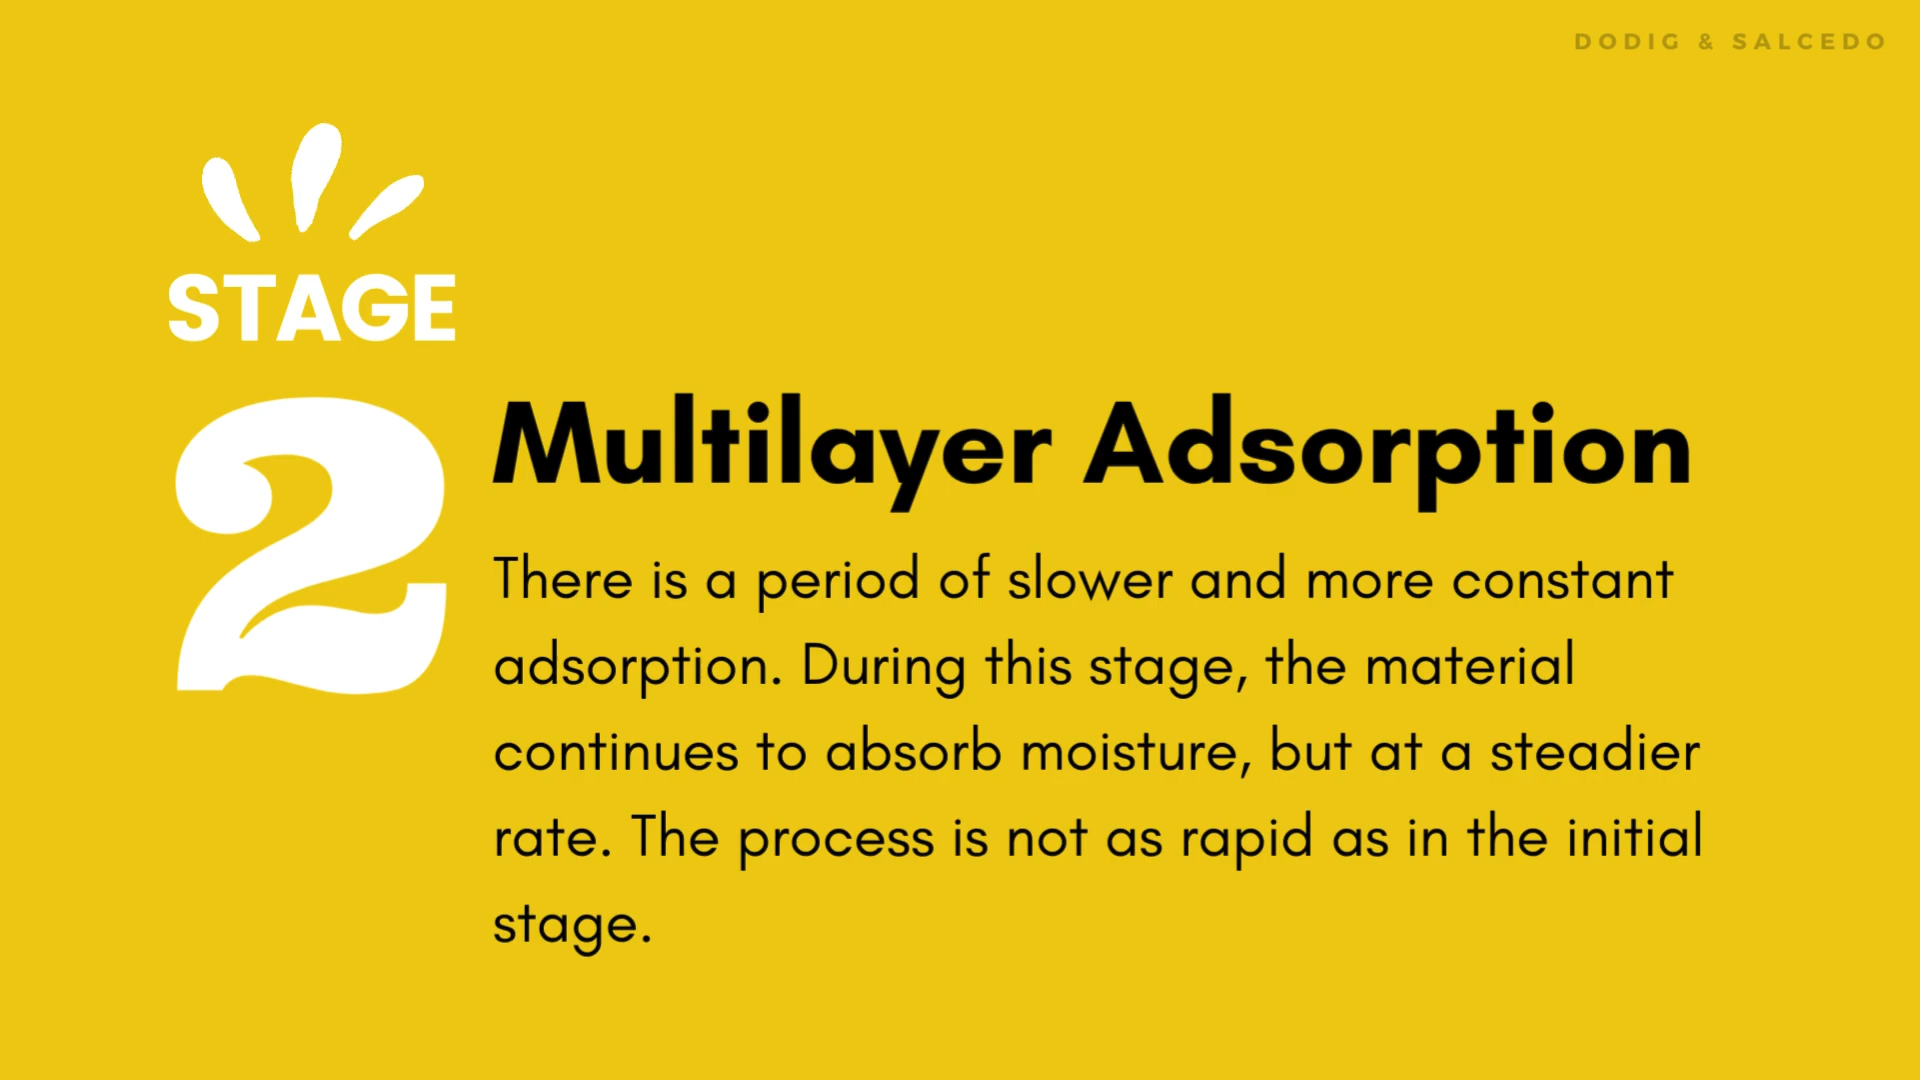 DODIG & SALCEDO
STAGE
2
Multilayer Adsorption
There is a period of slower and more constant
adsorption. During this stage, the material
continues to absorb moisture, but at a steadier
rate. The process is not as rapid as in the initial
stage.